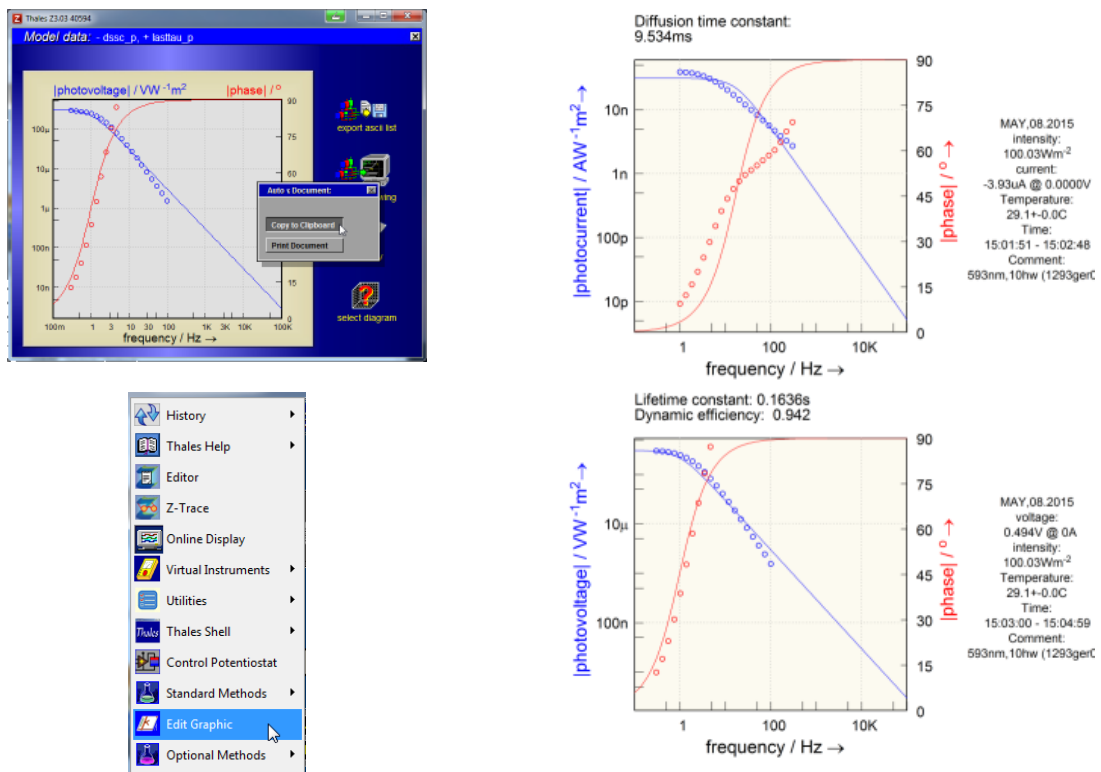 Thales Z3.03 40594
Model data: - dssc_p, + lasttau_p
|photovoltage| / VW⁻¹m²
|phase| / °
100µ
10µ
1µ
100n
10n
90
75
60
15
0
100m 1 3 10 30 100 1K 3K 10K 100K
frequency / Hz →
export ascii list
Auto s Document:
Copy to Clipboard
Print Document
select diagram
History
Thales Help
Editor
Z-Trace
Online Display
Virtual Instruments
Utilities
Thales
Thales Shell
Control Potentiostat
Standard Methods
Edit Graphic
Optional Methods
Diffusion time constant:
9.534ms
|photocurrent| / AW⁻¹m² →
10n
1n
100p
10p
90
75
60
45
30
15
0
|phase| / ° →
1 100 10K
frequency / Hz →
MAY,08.2015
intensity:
100.03Wm⁻²
current:
-3.93uA @ 0.0000V
Temperature:
29.1+-0.0C
Time:
15:01:51 - 15:02:48
Comment:
593nm,10hw (1293ger0
Lifetime constant: 0.1636s
Dynamic efficiency: 0.942
|photovoltage| / VW⁻¹m² →
10µ
100n
90
75
60
45
30
15
0
|phase| / ° →
1 100 10K
frequency / Hz →
MAY,08.2015
voltage:
0.494V @ 0A
intensity:
100.03Wm⁻²
Temperature:
29.1+-0.0C
Time:
15:03:00 - 15:04:59
Comment:
593nm,10hw (1293ger0